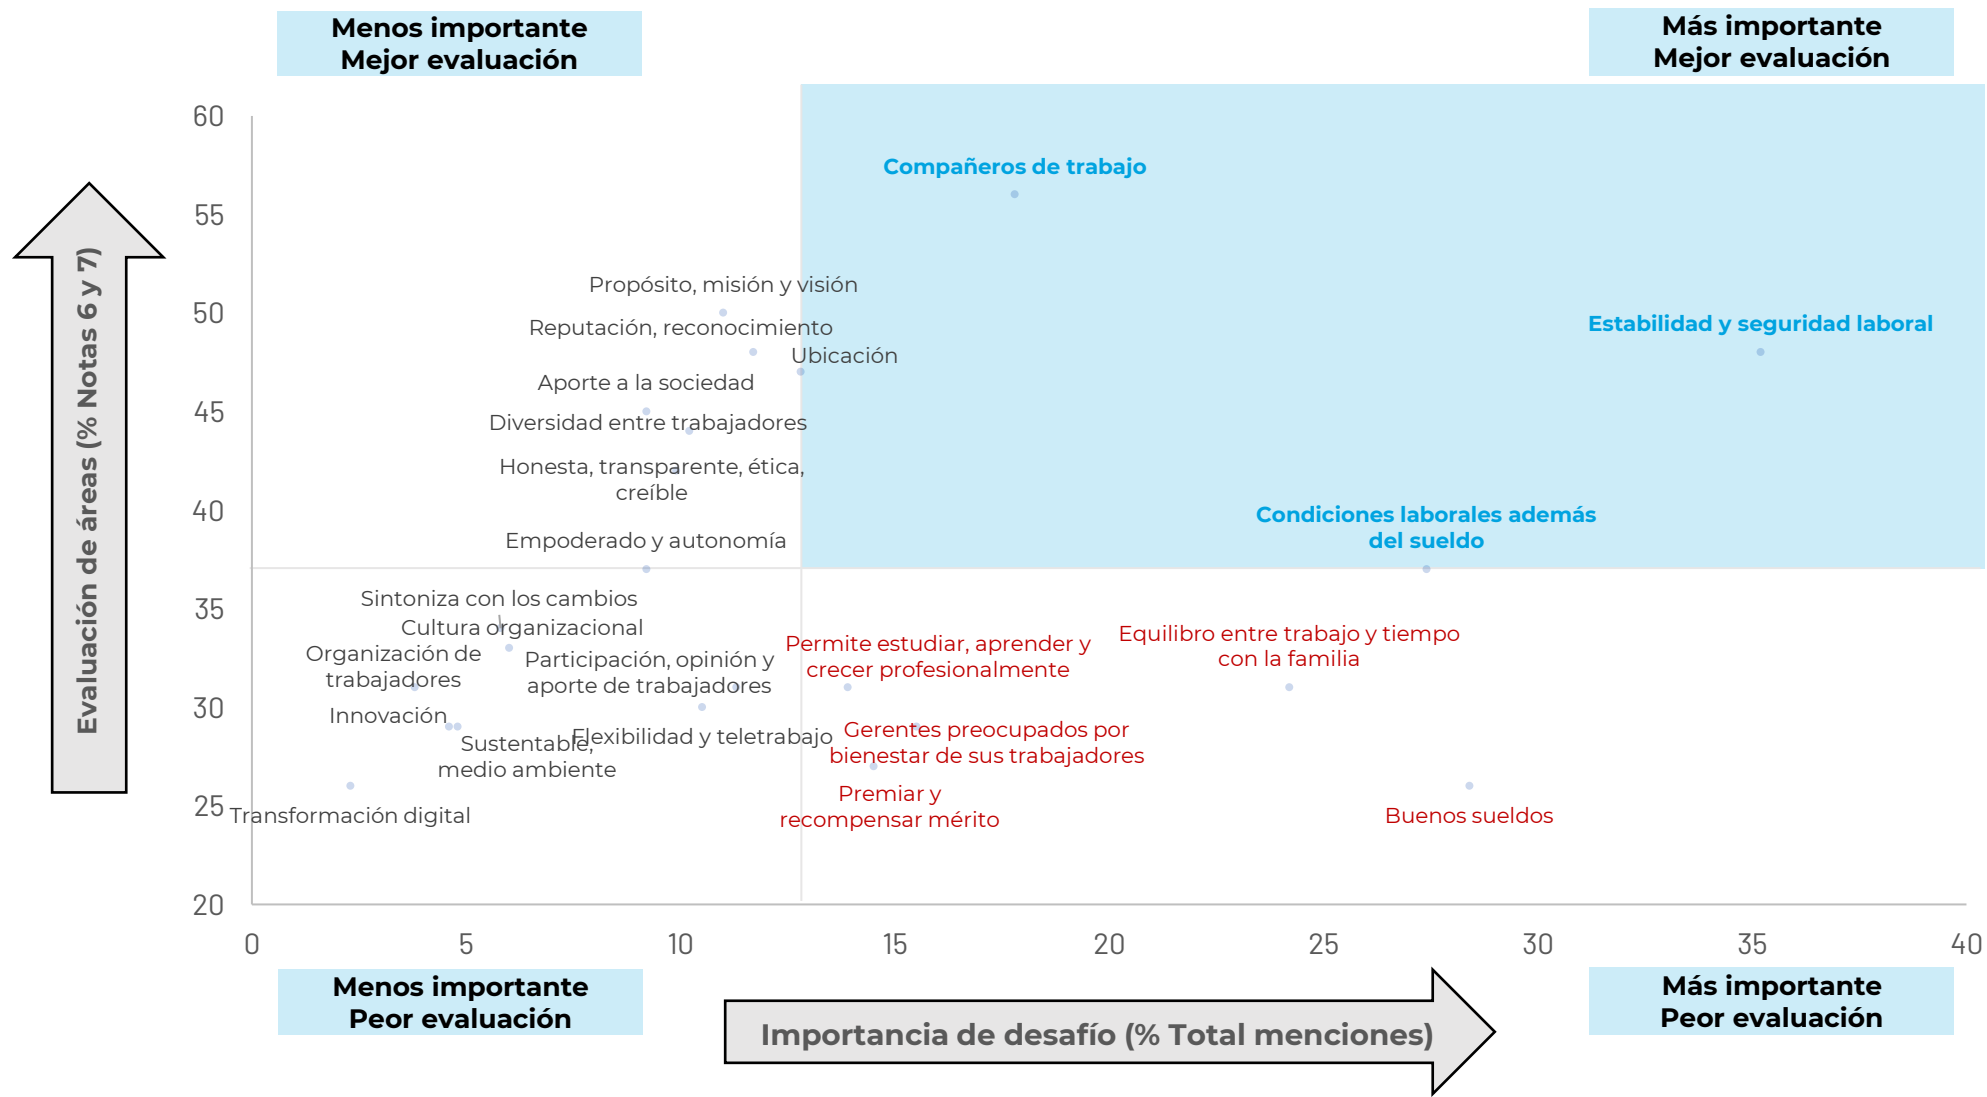 Menos importante
Mejor evaluación
Más importante
Mejor evaluación
60
55
50
45
40
35
30
25
20
Evaluación de áreas (% Notas 6 y 7)
Compañeros de trabajo
Propósito, misión y visión
Reputación, reconocimiento
Estabilidad y seguridad laboral
Ubicación
Aporte a la sociedad
Diversidad entre trabajadores
Honesta, transparente, ética,
creíble
Condiciones laborales además
del sueldo
Empoderado y autonomía
Sintoniza con los cambios
Cultura organizacional
Organización de
trabajadores
Participación, opinión y
aporte de trabajadores
Permite estudiar, aprender y
crecer profesionalmente
Equilibro entre trabajo y tiempo
con la familia
Innovación
Sustentable,
medio ambiente
Flexibilidad y teletrabajo
Gerentes preocupados por
bienestar de sus trabajadores
Premiar y
recompensar mérito
Transformación digital
Buenos sueldos
0
5
10
15
20
25
30
35
40
Menos importante
Peor evaluación
Importancia de desafío (% Total menciones)
Más importante
Peor evaluación